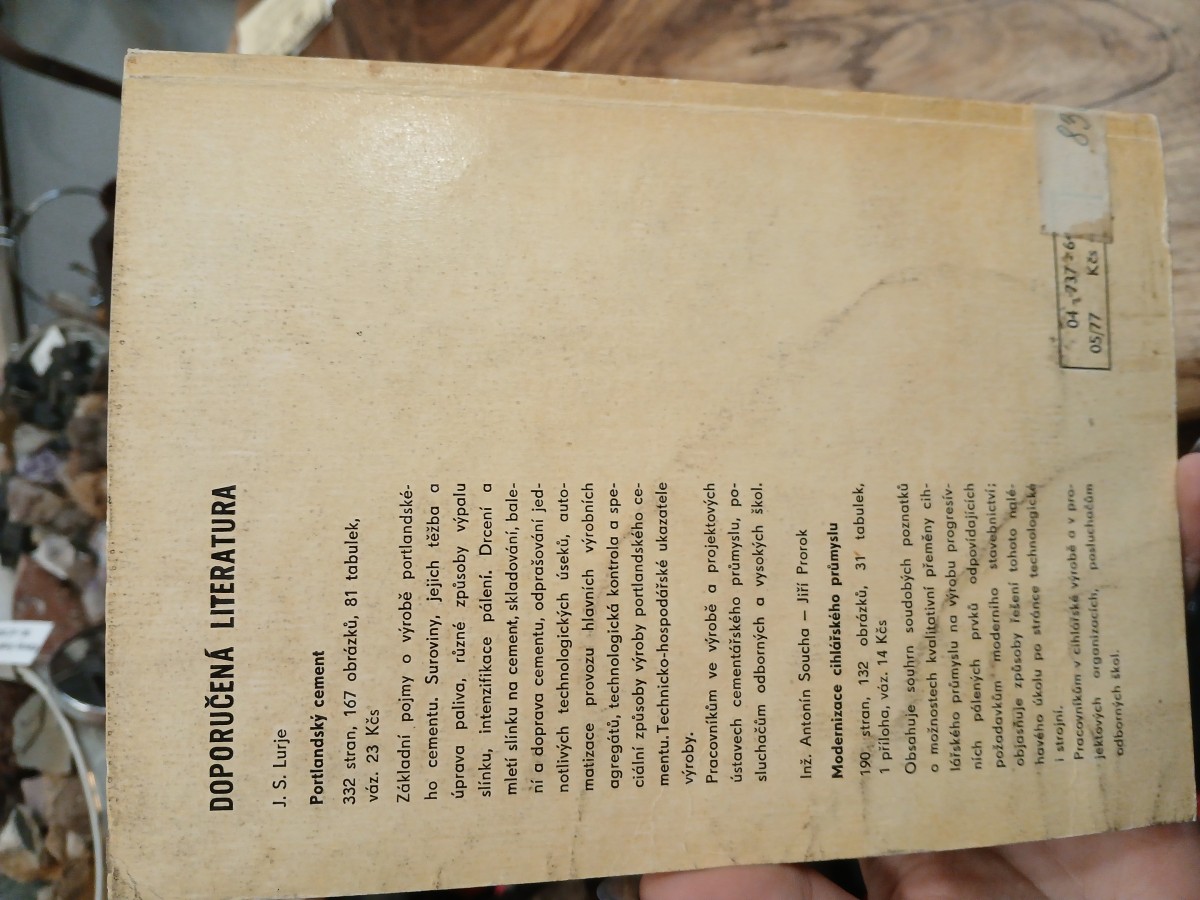 DOPORUČENÁ LITERATURA
J. S. Lurje
Portlandský cement
332 stran, 167 obrázků, 81 tabulek,
váz. 23 Kčs
Základní pojmy o výrobě portlandské-
ho cementu. Suroviny, jejich těžba a
úprava paliva, různé způsoby výpalu
slínku, intenzifikace pálení. Drcení a
mletí slínku na cement, skladování, bale-
ní a doprava cementu, odprašování jed-
notlivých technologických úseků, auto-
matizace provozu hlavních výrobních
agregátů, technologická kontrola a spe-
ciální způsoby výroby portlandského ce-
mentu. Technicko-hospodářské ukazatele
výroby.
Pracovníkům ve výrobě a projektových
ústavech cementářského průmyslu, po-
sluchačům odborných a vysokých škol.
Inž. Antonín Soucha – Jiří Prorok
Modernizace cihlářského průmyslu
190 stran, 132 obrázků, 31 tabulek,
1 příloha, váz. 14 Kčs
Obsahuje souhrn soudobých poznatků
o možnostech kvalitativní přeměny cih-
lářského průmyslu na výrobu progresív-
ních pálených prvků odpovídajících
požadavkům moderního stavebnictví;
objasňuje způsoby řešení tohoto nalé-
havého úkolu po stránce technologické
i strojní.
Pracovníkům v cihlářské výrobě a v pro-
jekťových organizacích, posluchačům
odborných škol.
04 737 6
05/77 Kčs
89